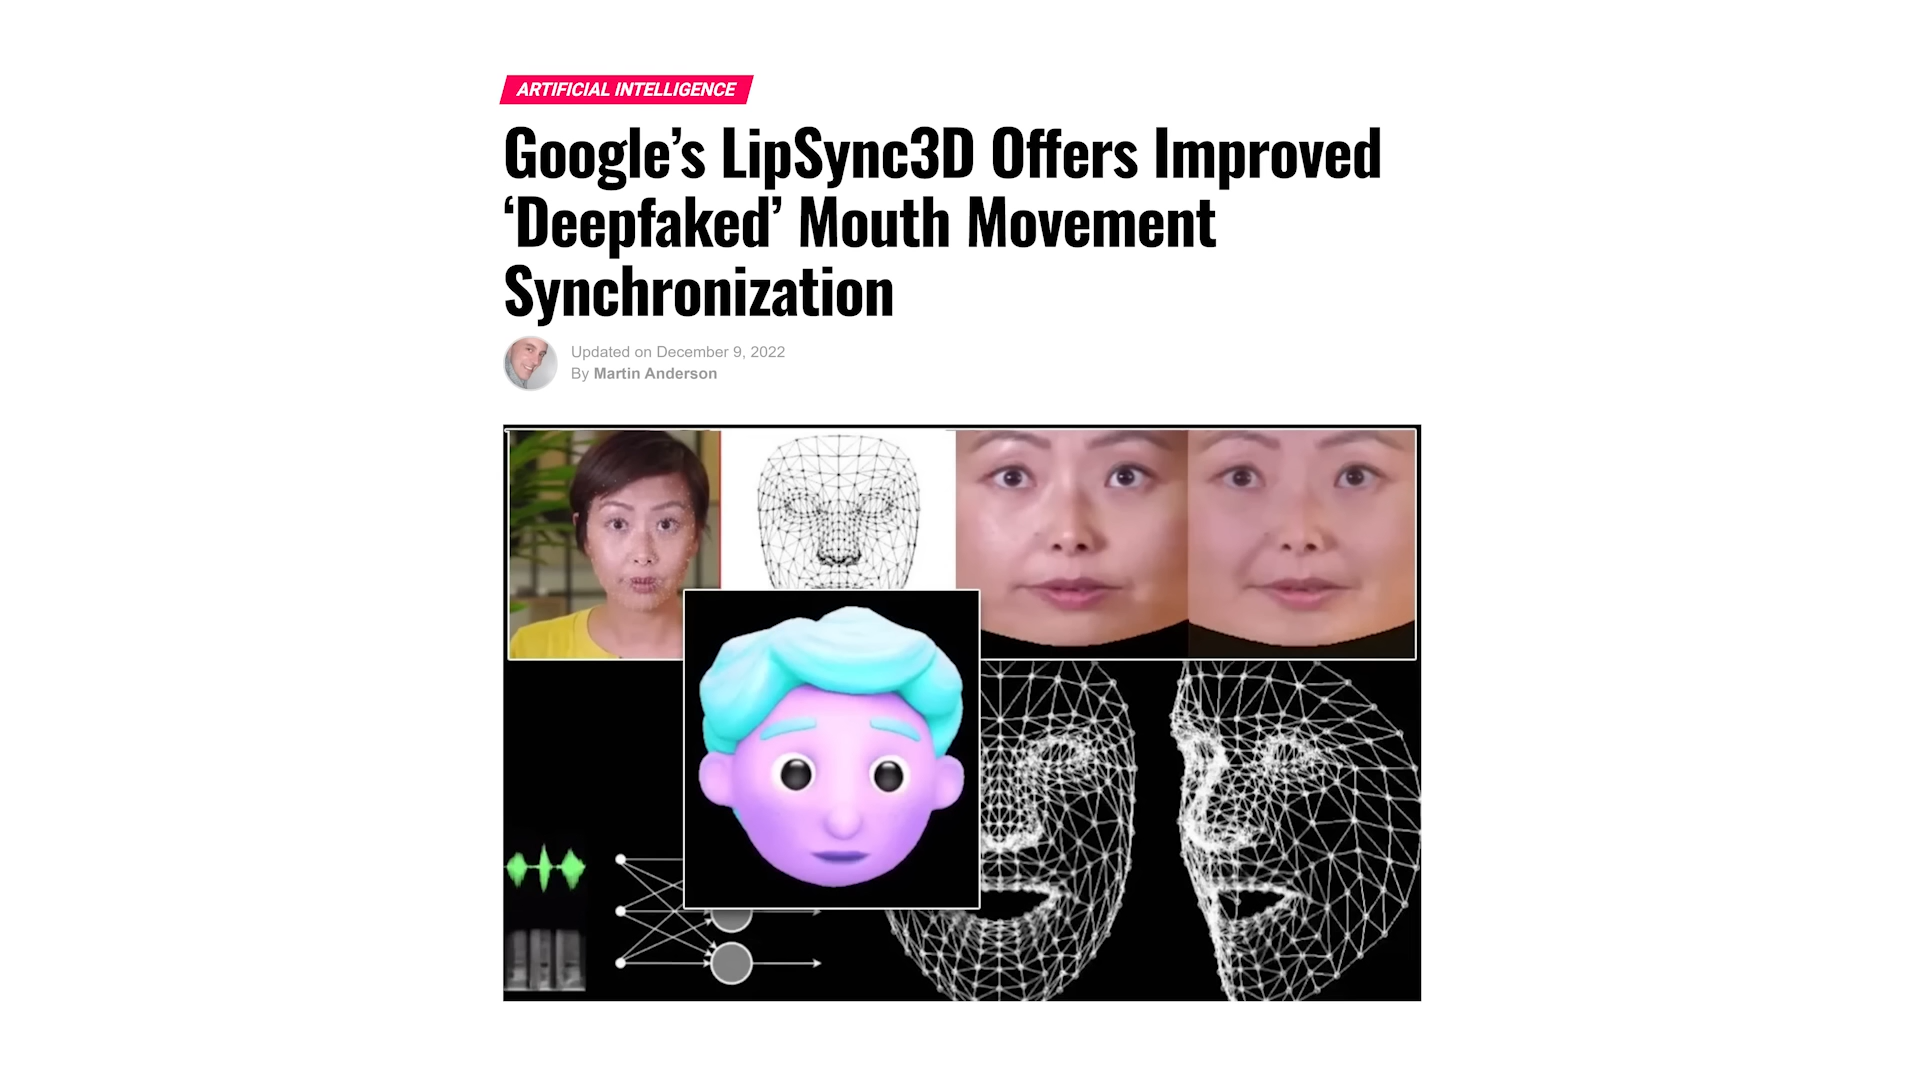 ARTIFICIAL INTELLIGENCE
Google’s LipSync3D Offers Improved
‘Deepfaked’ Mouth Movement
Synchronization
Updated on December 9, 2022
By Martin Anderson